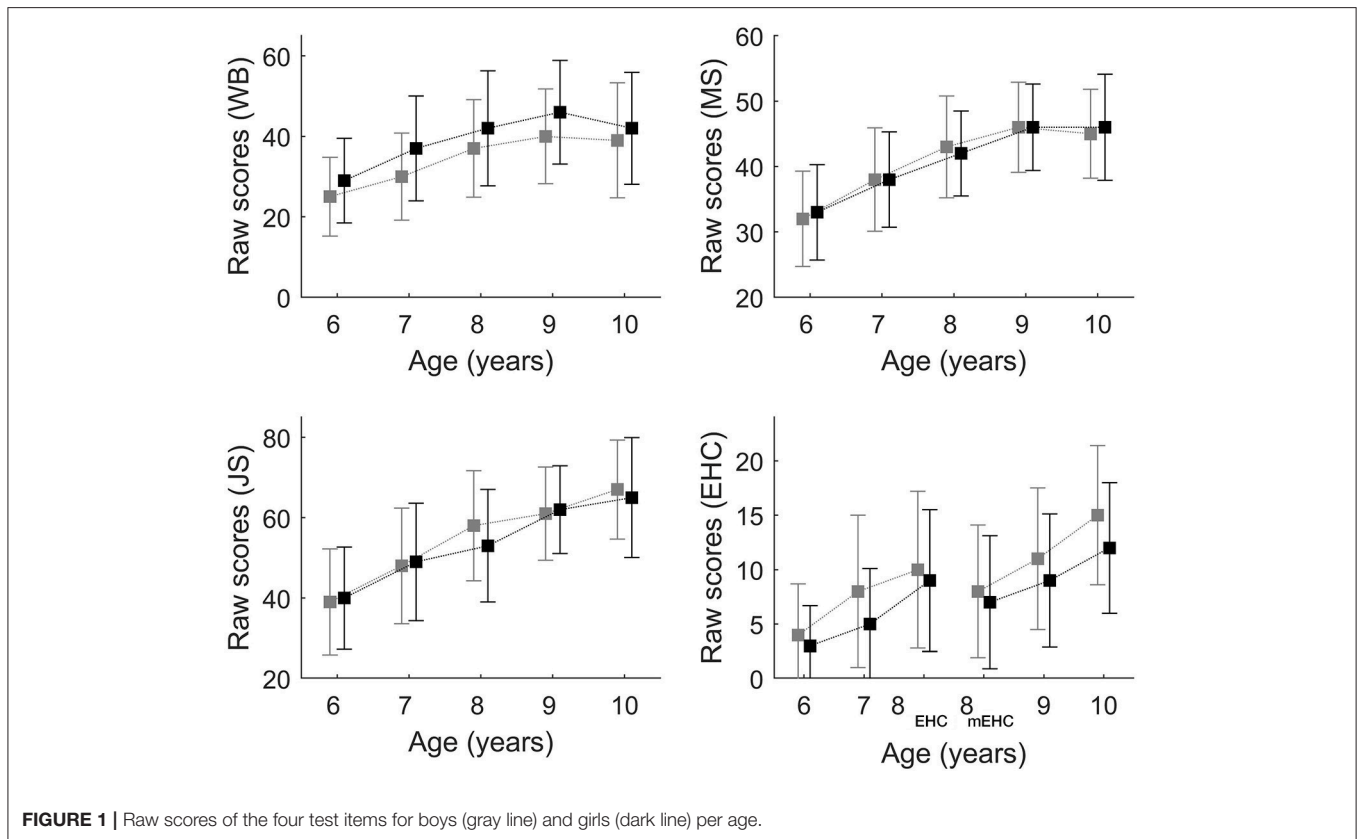 Raw scores (WB)
60
40
20
0
6 7 8 9 10
Age (years)
Raw scores (MS)
60
50
40
30
20
6 7 8 9 10
Age (years)
Raw scores (JS)
80
60
40
20
6 7 8 9 10
Age (years)
Raw scores (EHC)
20
15
10
5
0
6 7 8 8 9 10
EHC mEHC
Age (years)
FIGURE 1 | Raw scores of the four test items for boys (gray line) and girls (dark line) per age.